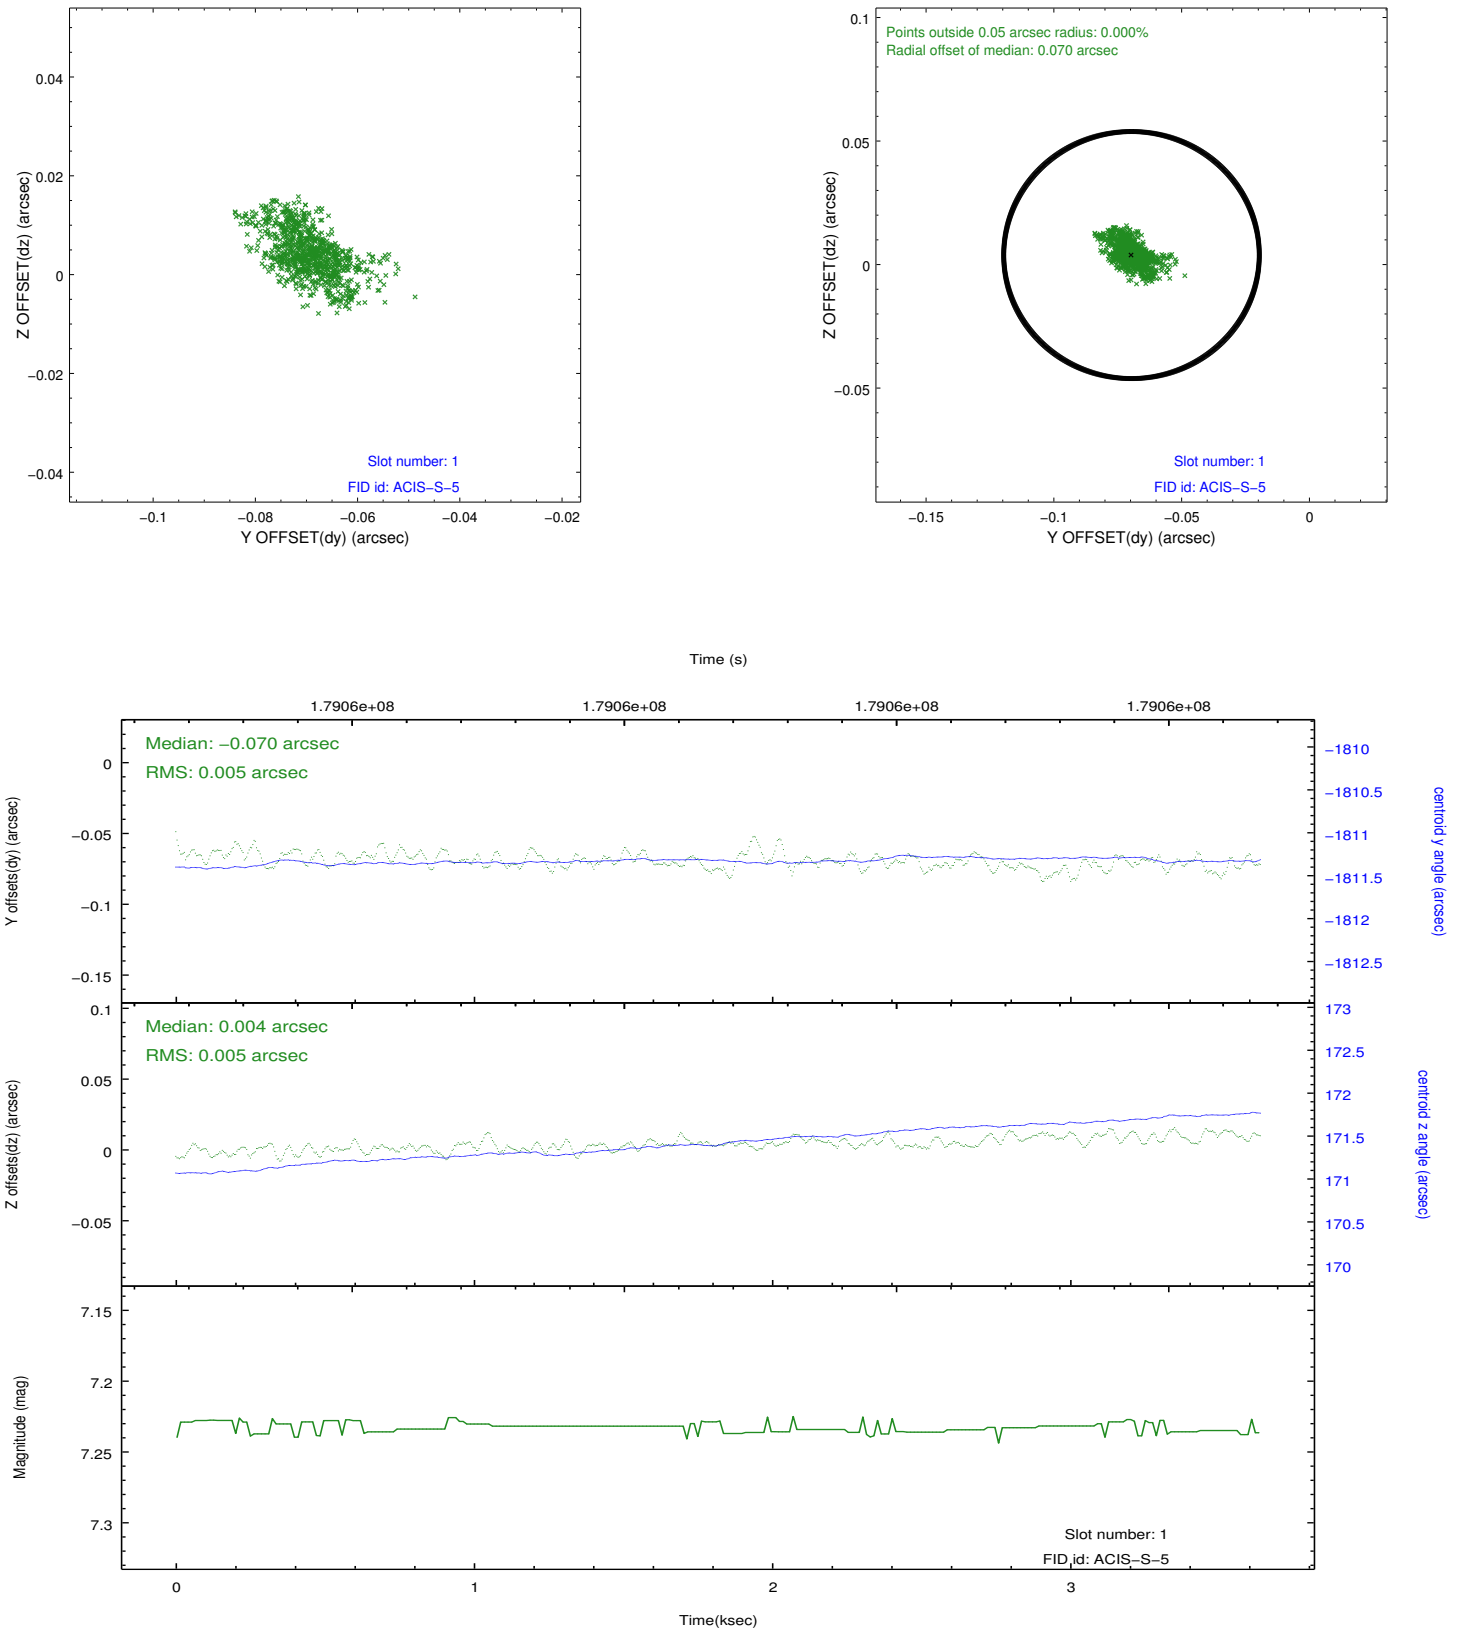 0.04
0.02
0
−0.02
−0.04
Z OFFSET(dz) (arcsec)
Slot number: 1
FID id: ACIS−S−5
−0.1
−0.08
−0.06
−0.04
−0.02
Y OFFSET(dy) (arcsec)
Points outside 0.05 arcsec radius: 0.000%
Radial offset of median: 0.070 arcsec
0.1
0.05
0
−0.05
Z OFFSET(dz) (arcsec)
Slot number: 1
FID id: ACIS−S−5
−0.15
−0.1
−0.05
0
Y OFFSET(dy) (arcsec)
Time (s)
1.7906e+08
1.7906e+08
1.7906e+08
1.7906e+08
Median: −0.070 arcsec
RMS: 0.005 arcsec
0
−0.05
−0.1
−0.15
Y offsets(dy) (arcsec)
−1810
−1810.5
−1811
−1811.5
−1812
−1812.5
centroid y angle (arcsec)
Median: 0.004 arcsec
RMS: 0.005 arcsec
0.1
0.05
0
−0.05
Z offsets(dz) (arcsec)
173
172.5
172
171.5
171
170.5
170
centroid z angle (arcsec)
7.15
7.2
7.25
7.3
Magnitude (mag)
Slot number: 1
FID id: ACIS−S−5
0
1
2
3
Time(ksec)